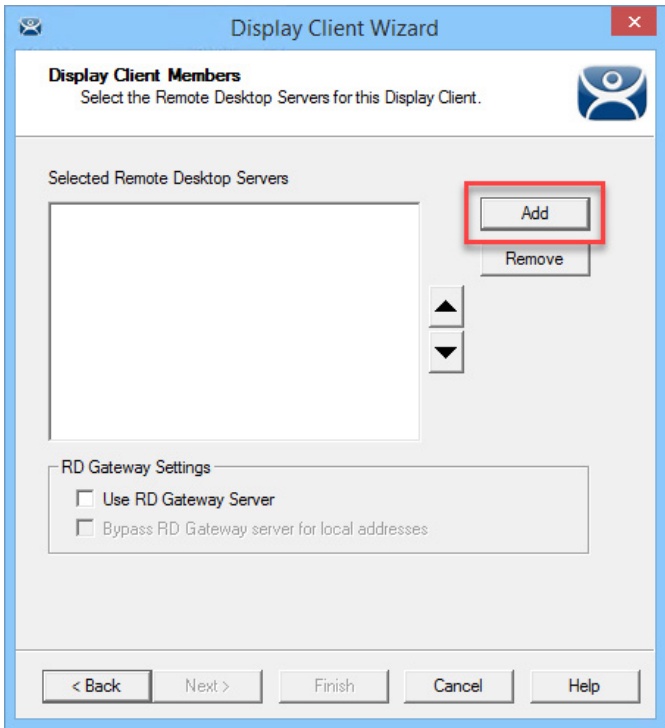 Display Client Wizard
Display Client Members
Select the Remote Desktop Servers for this Display Client.
Selected Remote Desktop Servers
Add
Remove
RD Gateway Settings
Use RD Gateway Server
Bypass RD Gateway server for local addresses
< Back
Next >
Finish
Cancel
Help